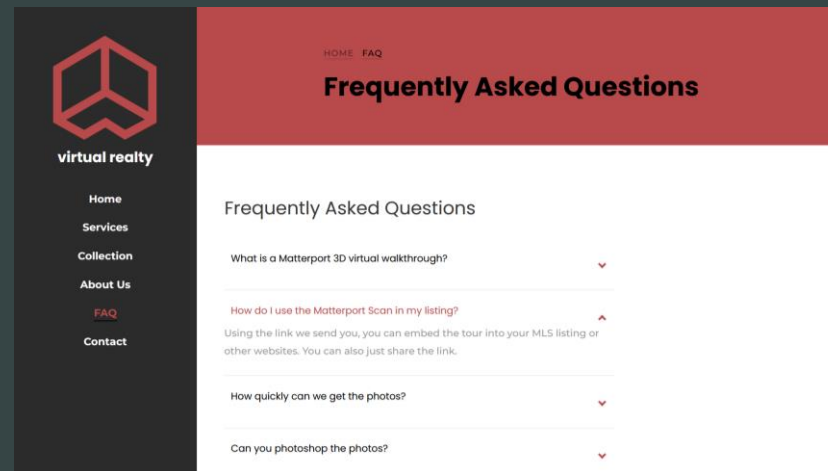 virtual realty
Home
Services
Collection
About Us
FAQ
Contact
HOME FAQ
Frequently Asked Questions
Frequently Asked Questions
What is a Matterport 3D virtual walkthrough?
How do I use the Matterport Scan in my listing?
Using the link we send you, you can embed the tour into your MLS listing or
other websites. You can also just share the link.
How quickly can we get the photos?
Can you photoshop the photos?